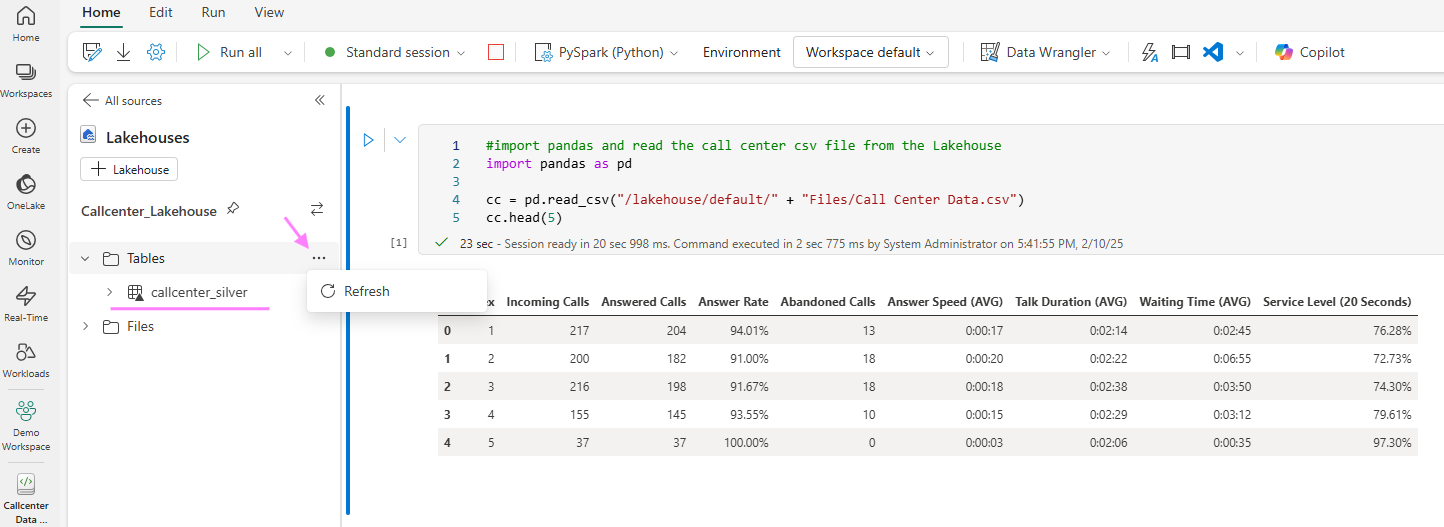 Home Edit Run View
Run all Standard session PySpark (Python) Environment Workspace default Data Wrangler Copilot
Home
Workspaces
Create
OneLake
Monitor
Real-Time
Workloads
Demo
Workspace
Callcenter
Data ...
All sources
Lakehouses
Lakehouse
Callcenter_Lakehouse
Tables ...
Refresh
callcenter_silver
Files
1 #import pandas and read the call center csv file from the Lakehouse
2 import pandas as pd
3
4 cc = pd.read_csv("/lakehouse/default/" + "Files/Call Center Data.csv")
5 cc.head(5)
[1] 23 sec - Session ready in 20 sec 998 ms. Command executed in 2 sec 775 ms by System Administrator on 5:41:55 PM, 2/10/25
ex Incoming Calls Answered Calls Answer Rate Abandoned Calls Answer Speed (AVG) Talk Duration (AVG) Waiting Time (AVG) Service Level (20 Seconds)
0 1 217 204 94.01% 13 0:00:17 0:02:14 0:02:45 76.28%
1 2 200 182 91.00% 18 0:00:20 0:02:22 0:06:55 72.73%
2 3 216 198 91.67% 18 0:00:18 0:02:38 0:03:50 74.30%
3 4 155 145 93.55% 10 0:00:15 0:02:29 0:03:12 79.61%
4 5 37 37 100.00% 0 0:00:03 0:02:06 0:00:35 97.30%